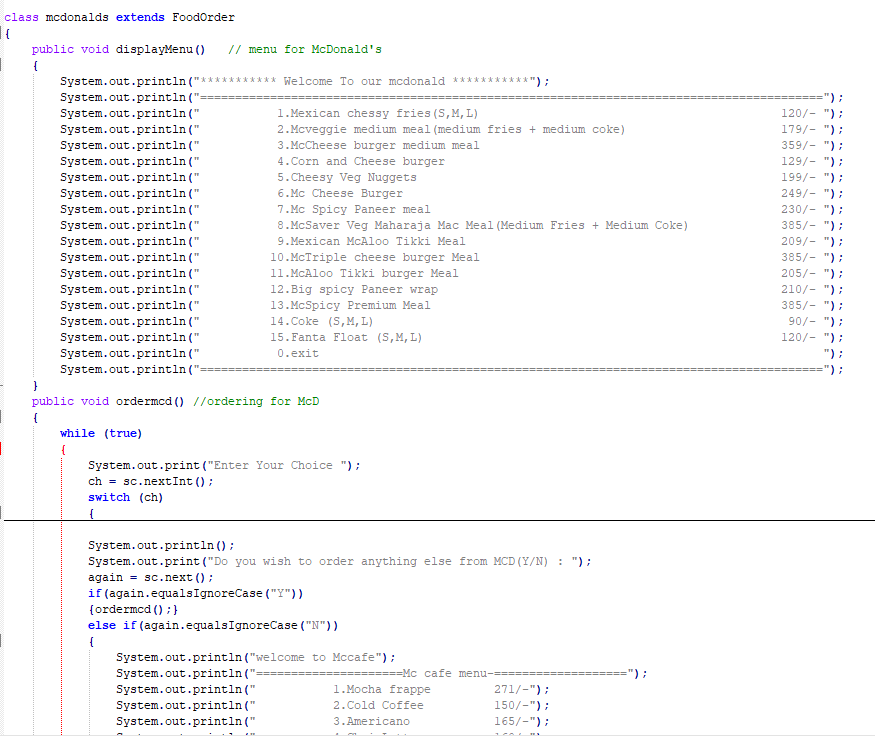 class mcdonalds extends FoodOrder
{
public void displayMenu() // menu for McDonald's
{
System.out.println("*********** Welcome To our mcdonald ***********");
System.out.println("=========================================================================================");
System.out.println(" 1.Mexican chessy fries(S,M,L) 120/- ");
System.out.println(" 2.Mcveggie medium meal(medium fries + medium coke) 179/- ");
System.out.println(" 3.McCheese burger medium meal 359/- ");
System.out.println(" 4.Corn and Cheese burger 129/- ");
System.out.println(" 5.Cheesy Veg Nuggets 199/- ");
System.out.println(" 6.Mc Cheese Burger 249/- ");
System.out.println(" 7.Mc Spicy Paneer meal 230/- ");
System.out.println(" 8.McSaver Veg Maharaja Mac Meal(Medium Fries + Medium Coke) 385/- ");
System.out.println(" 9.Mexican McAloo Tikki Meal 209/- ");
System.out.println(" 10.McTriple cheese burger Meal 385/- ");
System.out.println(" 11.McAloo Tikki burger Meal 205/- ");
System.out.println(" 12.Big spicy Paneer wrap 210/- ");
System.out.println(" 13.McSpicy Premium Meal 385/- ");
System.out.println(" 14.Coke (S,M,L) 90/- ");
System.out.println(" 15.Fanta Float (S,M,L) 120/- ");
System.out.println(" 0.exit ");
System.out.println("=========================================================================================");
}
public void ordermcd() //ordering for McD
{
while (true)
{
System.out.print("Enter Your Choice ");
ch = sc.nextInt();
switch (ch)
{
System.out.println();
System.out.print("Do you wish to order anything else from MCD(Y/N) : ");
again = sc.next();
if(again.equalsIgnoreCase("Y"))
{ordermcd();}
else if(again.equalsIgnoreCase("N"))
{
System.out.println("welcome to Mccafe");
System.out.println("=====================Mc cafe menu-===================");
System.out.println(" 1.Mocha frappe 271/-");
System.out.println(" 2.Cold Coffee 150/-");
System.out.println(" 3.Americano 165/-");